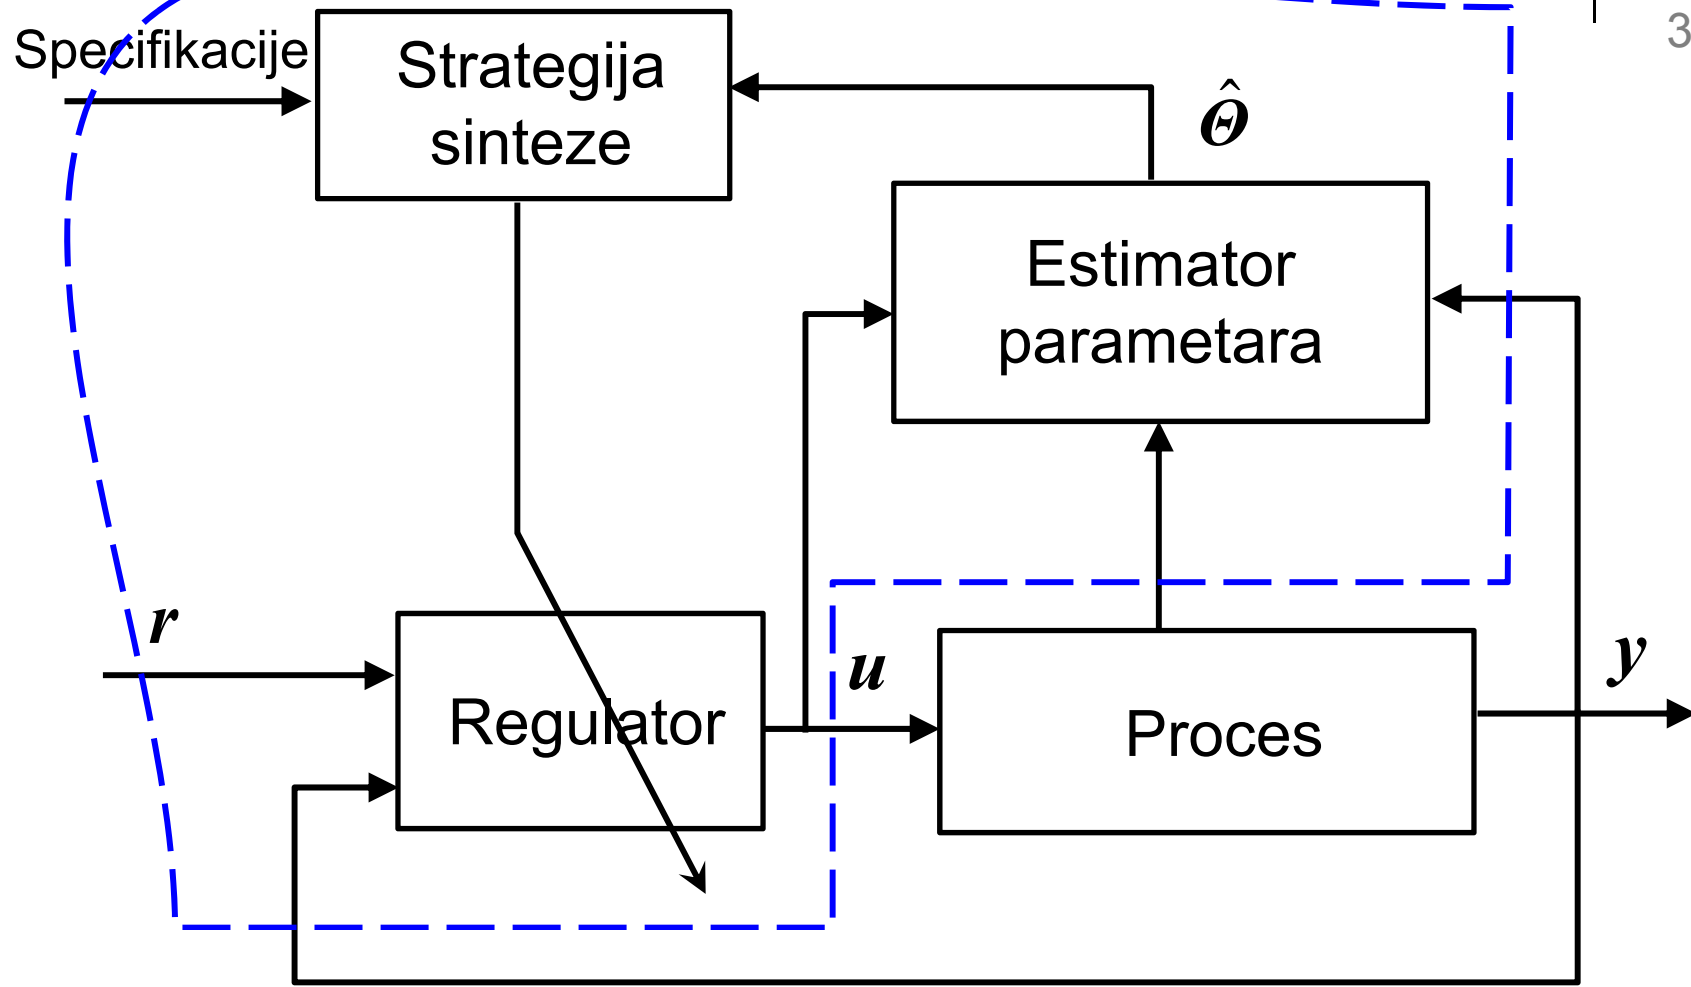 3
Specifikacije
Strategija
sinteze
Θ̂
Estimator
parametara
r
u
y
Regulator
Proces